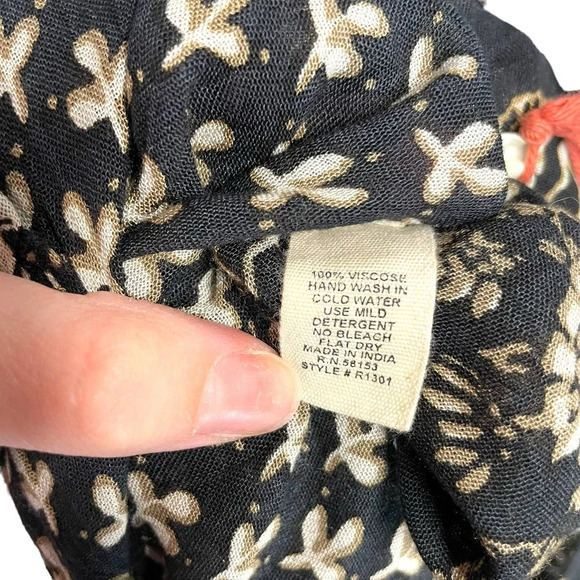 100% VISCOSE
HAND WASH IN
COLD WATER
USE MILD
DETERGENT
NO BLEACH
FLAT DRY
MADE IN INDIA
R.N.58153
STYLE # R1301